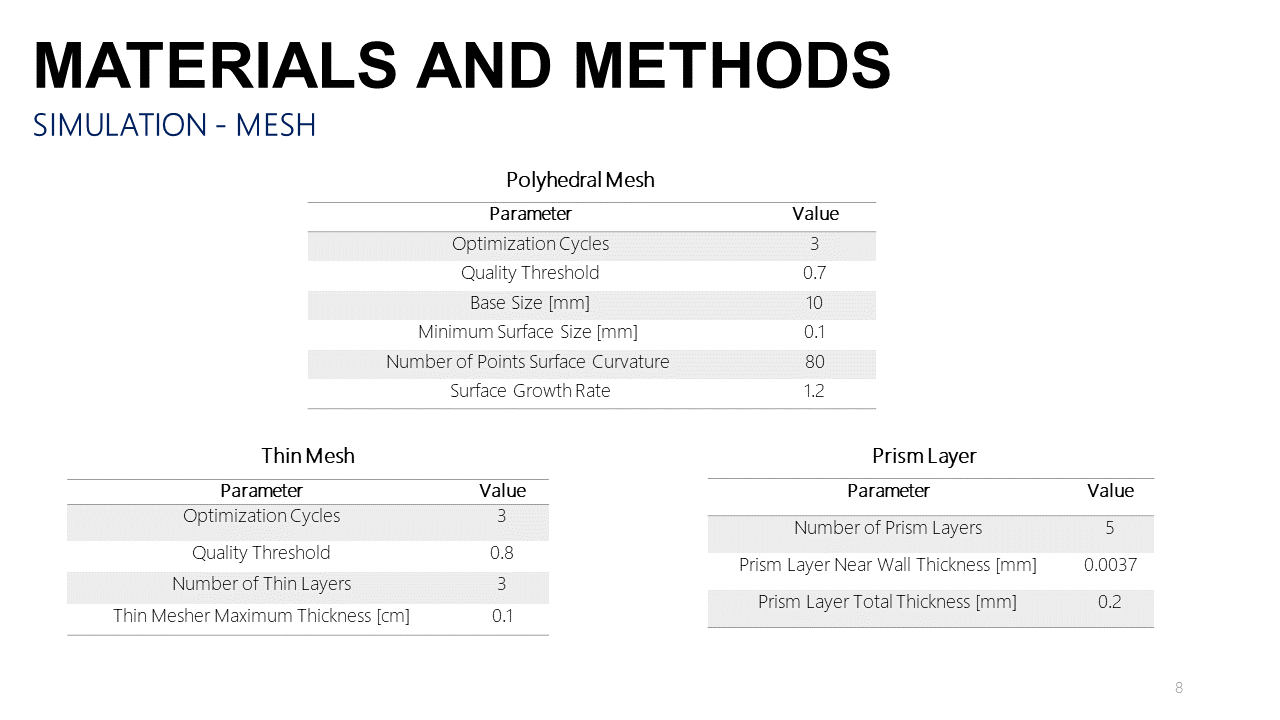 MATERIALS AND METHODS
SIMULATION - MESH
Polyhedral Mesh
Parameter Value
Optimization Cycles 3
Quality Threshold 0.7
Base Size [mm] 10
Minimum Surface Size [mm] 0.1
Number of Points Surface Curvature 80
Surface Growth Rate 1.2
Thin Mesh
Parameter Value
Optimization Cycles 3
Quality Threshold 0.8
Number of Thin Layers 3
Thin Mesher Maximum Thickness [cm] 0.1
Prism Layer
Parameter Value
Number of Prism Layers 5
Prism Layer Near Wall Thickness [mm] 0.0037
Prism Layer Total Thickness [mm] 0.2
8